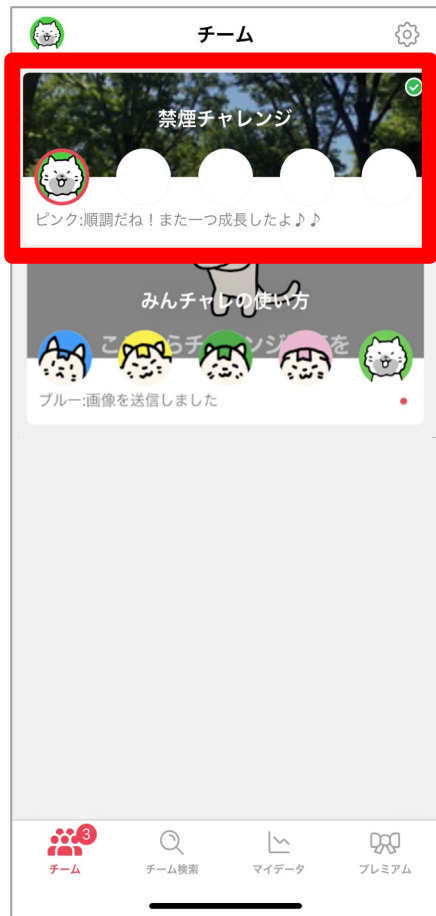 チーム
禁煙チャレンジ
ピンク:順調だね！また一つ成長したよ♪♪
みんチャレの使い方
ブルー:画像を送信しました
3
チーム
チーム検索
マイデータ
プレミアム